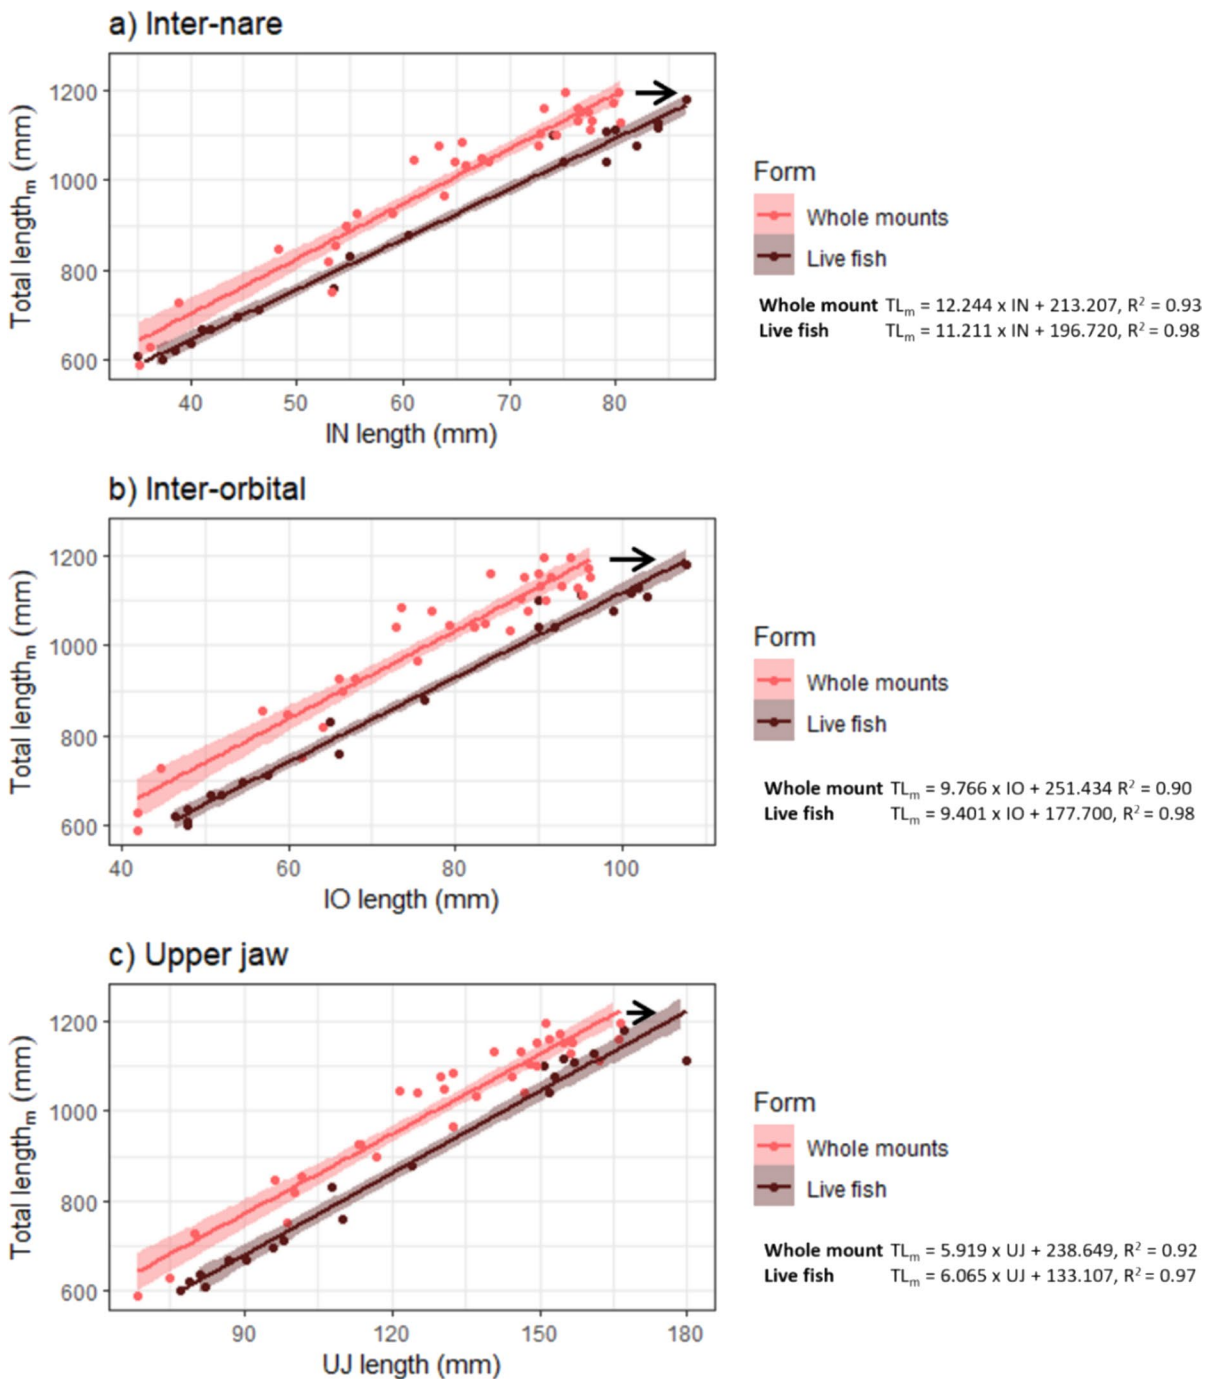 a) Inter-nare
Total lengthₘ (mm)
1200
1000
800
600
40 50 60 70 80
IN length (mm)
Form
Whole mounts
Live fish
Whole mount TLₘ = 12.244 x IN + 213.207, R² = 0.93
Live fish TLₘ = 11.211 x IN + 196.720, R² = 0.98
b) Inter-orbital
Total lengthₘ (mm)
1200
1000
800
600
40 60 80 100
IO length (mm)
Form
Whole mounts
Live fish
Whole mount TLₘ = 9.766 x IO + 251.434 R² = 0.90
Live fish TLₘ = 9.401 x IO + 177.700, R² = 0.98
c) Upper jaw
Total lengthₘ (mm)
1200
1000
800
600
90 120 150 180
UJ length (mm)
Form
Whole mounts
Live fish
Whole mount TLₘ = 5.919 x UJ + 238.649, R² = 0.92
Live fish TLₘ = 6.065 x UJ + 133.107, R² = 0.97